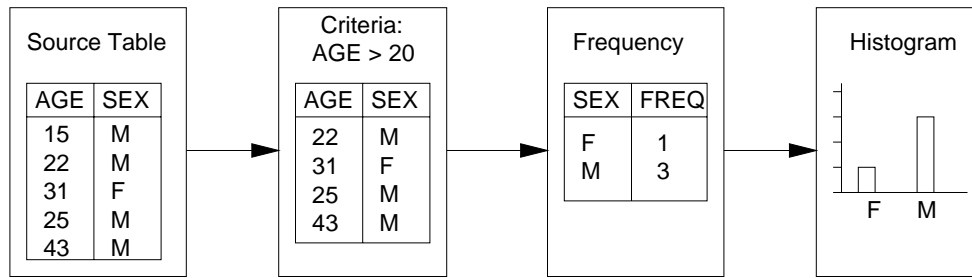 Source Table
AGE SEX
15 M
22 M
31 F
25 M
43 M
Criteria:
AGE > 20
AGE SEX
22 M
31 F
25 M
43 M
Frequency
SEX FREQ
F 1
M 3
Histogram
F M